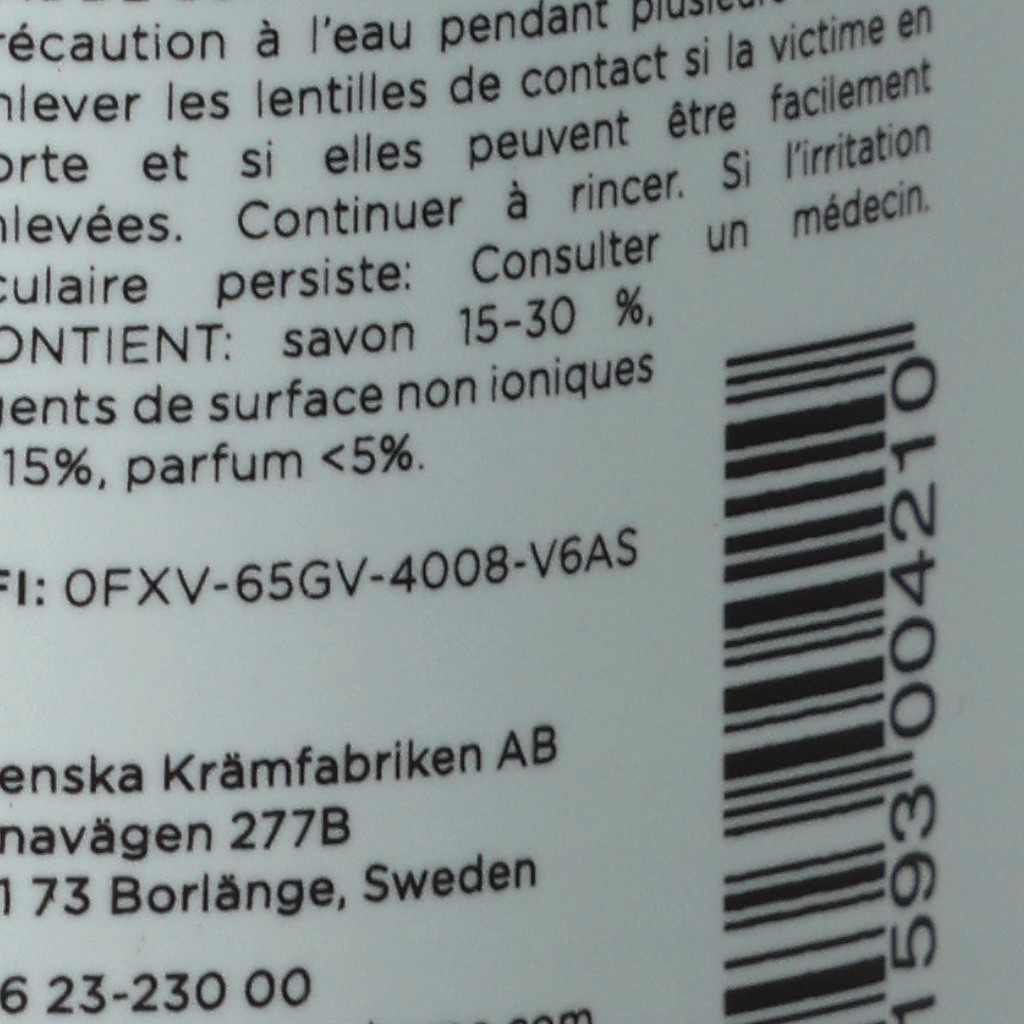 récaution à l'eau pendant
nlever les lentilles de contact si la victime en
orte et si elles peuvent être facilement
nlevées. Continuer à rincer. Si l'irritation
culaire persiste: Consulter un médecin.
ONTIENT: savon 15-30 %,
gents de surface non ioniques
15%, parfum <5%.
FI: 0FXV-65GV-4008-V6AS
enska Krämfabriken AB
navägen 277B
1 73 Borlänge, Sweden
6 23-230 00
1593 004210